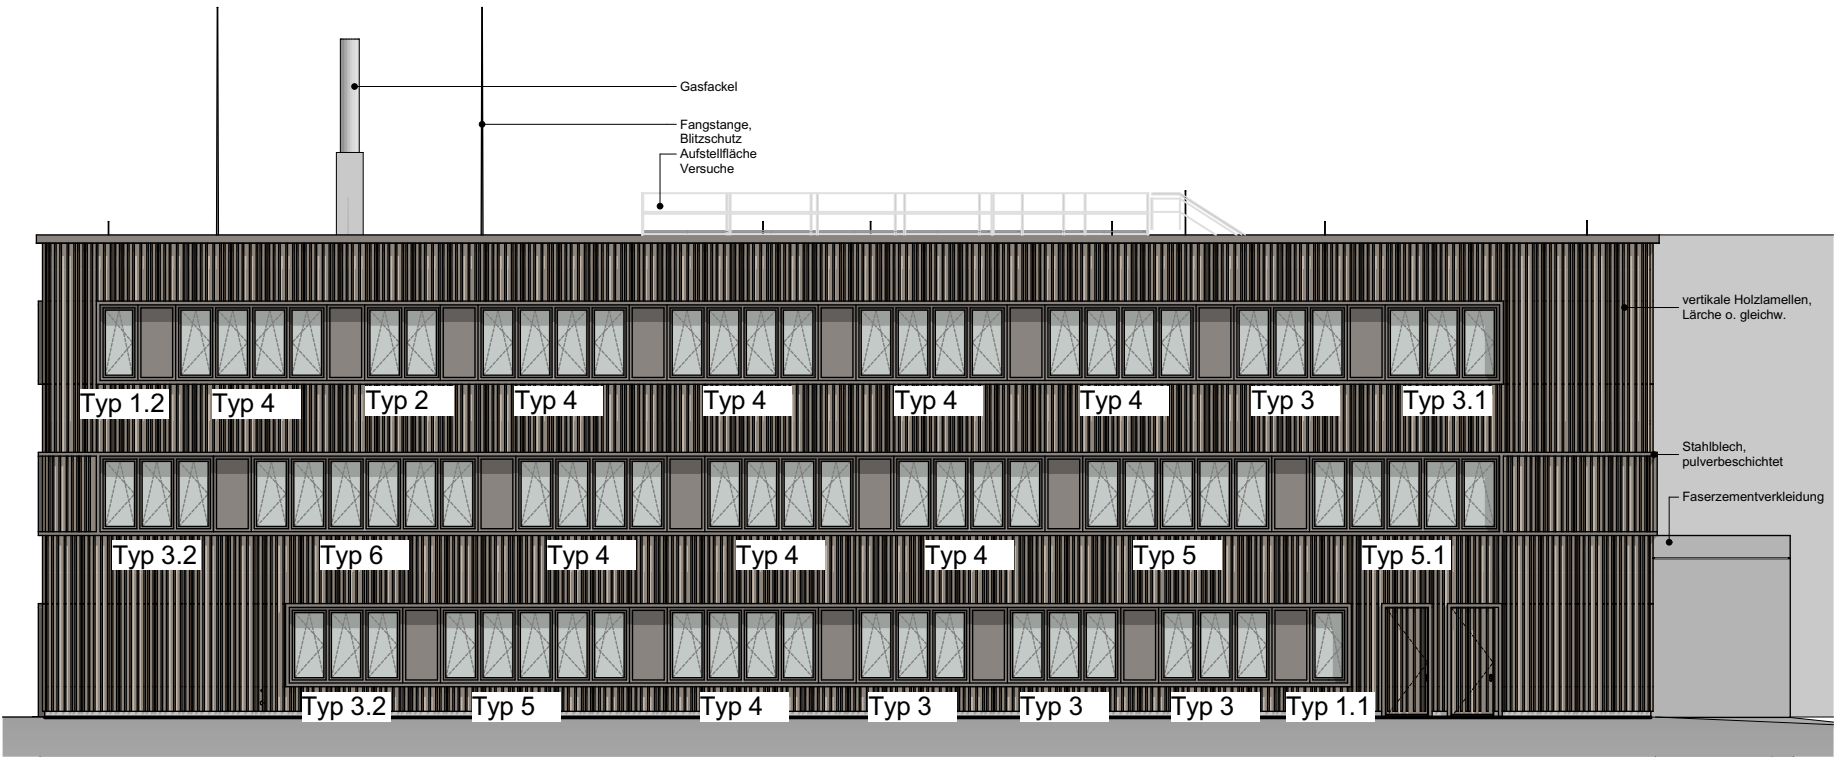 Gasfackel
Fangstange,
Blitzschutz
Aufstellfläche
Versuche
vertikale Holzlamellen,
Lärche o. gleichw.
Typ 1.2
Typ 4
Typ 2
Typ 4
Typ 4
Typ 4
Typ 4
Typ 3
Typ 3.1
Stahlblech,
pulverbeschichtet
Faserzementverkleidung
Typ 3.2
Typ 6
Typ 4
Typ 4
Typ 4
Typ 5
Typ 5.1
Typ 3.2
Typ 5
Typ 4
Typ 3
Typ 3
Typ 3
Typ 1.1